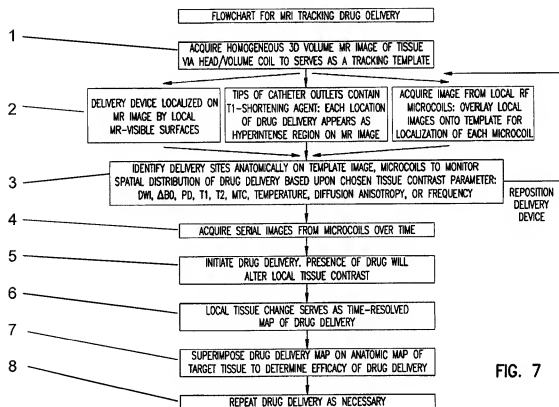 FLOWCHART FOR MRI TRACKING DRUG DELIVERY
1
ACQUIRE HOMOGENEOUS 3D VOLUME MR IMAGE OF TISSUE
VIA HEAD/VOLUME COIL TO SERVES AS A TRACKING TEMPLATE
2
DELIVERY DEVICE LOCALIZED ON
MR IMAGE BY LOCAL
MR-VISIBLE SURFACES
TIPS OF CATHETER OUTLETS CONTAIN
T1-SHORTENING AGENT: EACH LOCATION
OF DRUG DELIVERY APPEARS AS
HYPERINTENSE REGION ON MR IMAGE
ACQUIRE IMAGE FROM LOCAL RF
MICROCOILS: OVERLAY LOCAL
IMAGES ONTO TEMPLATE FOR
LOCALIZATION OF EACH MICROCOIL
3
IDENTIFY DELIVERY SITES ANATOMICALLY ON TEMPLATE IMAGE, MICROCOILS TO MONITOR
SPATIAL DISTRIBUTION OF DRUG DELIVERY BASED UPON CHOSEN TISSUE CONTRAST PARAMETER:
DWI, ΔB0, PD, T1, T2, MTC, TEMPERATURE, DIFFUSION ANISOTROPY, OR FREQUENCY
REPOSITION
DELIVERY
DEVICE
4
ACQUIRE SERIAL IMAGES FROM MICROCOILS OVER TIME
5
INITIATE DRUG DELIVERY. PRESENCE OF DRUG WILL
ALTER LOCAL TISSUE CONTRAST
6
LOCAL TISSUE CHANGE SERVES AS TIME-RESOLVED
MAP OF DRUG DELIVERY
7
SUPERIMPOSE DRUG DELIVERY MAP ON ANATOMIC MAP OF
TARGET TISSUE TO DETERMINE EFFICACY OF DRUG DELIVERY
8
REPEAT DRUG DELIVERY AS NECESSARY
FIG. 7